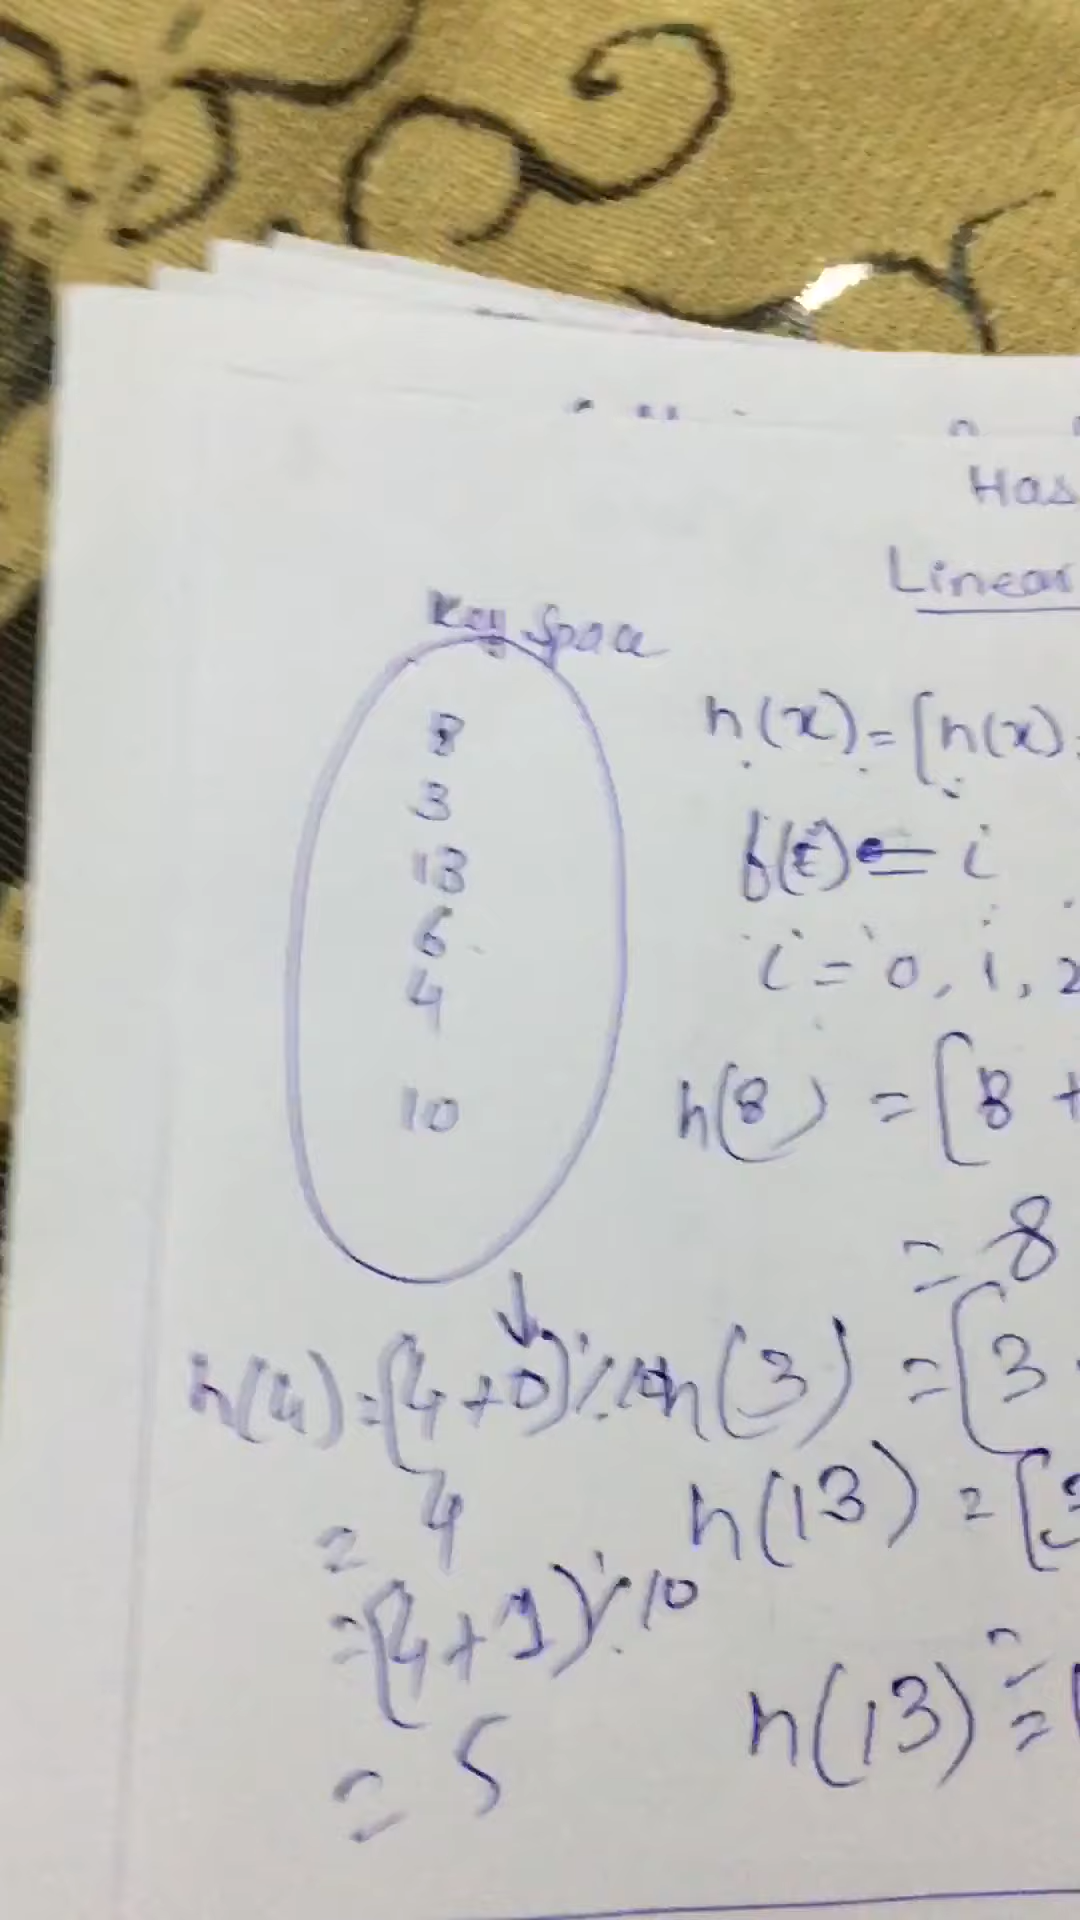 Has
Linear
Key Space
8
3
13
6
4
10
h(x) = [h(x)
f(i) = i
i = 0, 1, 2
h(8) = [8 +
= 8
h(4) = [4+0)%10
h(3) = [3
= 4
h(13) = [3
= [4+1)%10
=
h(13) =
= 5